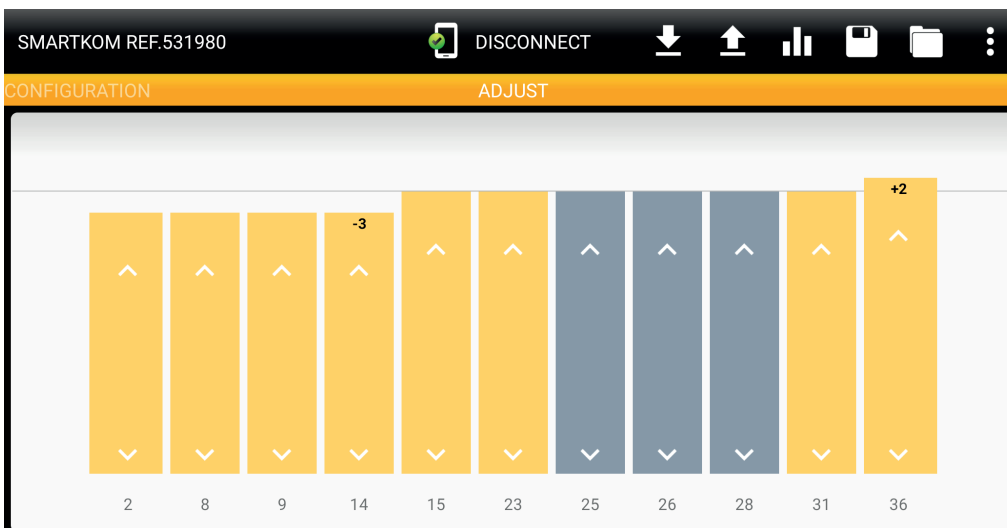 SMARTKOM REF.531980 DISCONNECT
CONFIGURATION ADJUST
+2
-3
2 8 9 14 15 23 25 26 28 31 36